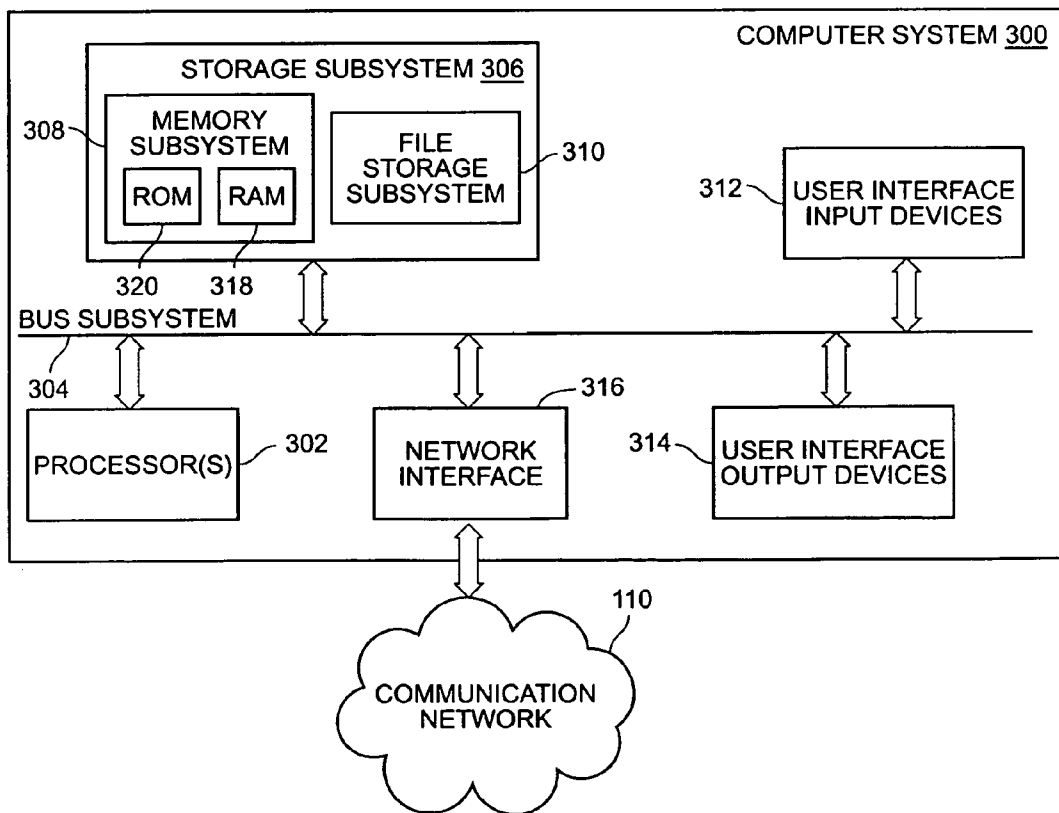 COMPUTER SYSTEM 300
STORAGE SUBSYSTEM 306
308
MEMORY
SUBSYSTEM
ROM
RAM
FILE
STORAGE
SUBSYSTEM
310
312
USER INTERFACE
INPUT DEVICES
320
318
BUS SUBSYSTEM
304
PROCESSOR(S)
302
NETWORK
INTERFACE
316
314
USER INTERFACE
OUTPUT DEVICES
110
COMMUNICATION
NETWORK